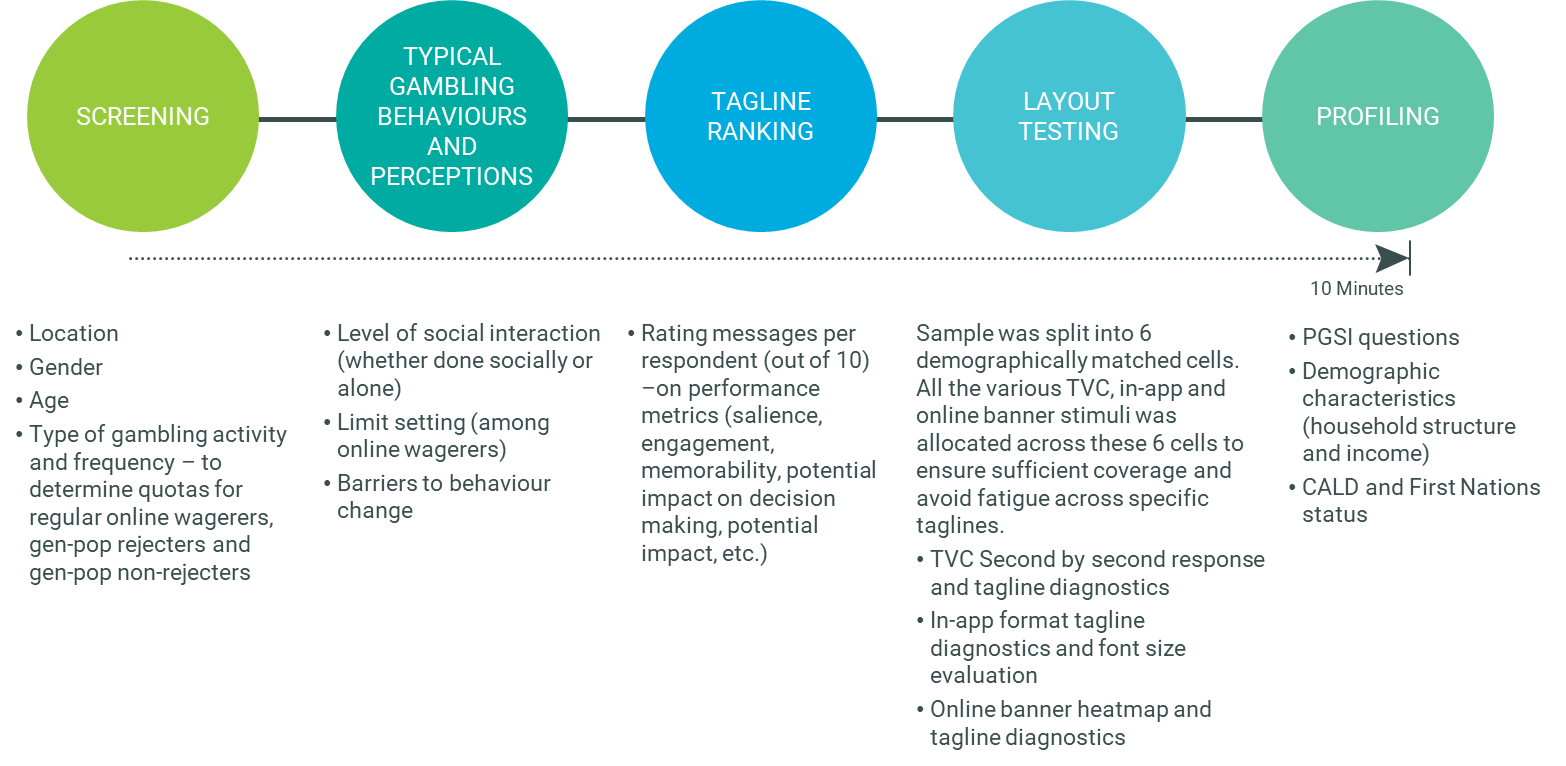 SCREENING
TYPICAL
GAMBLING
BEHAVIOURS
AND
PERCEPTIONS
TAGLINE
RANKING
LAYOUT
TESTING
PROFILING
10 Minutes
• Location
• Gender
• Age
• Type of gambling activity
and frequency – to
determine quotas for
regular online wagerers,
gen-pop rejecters and
gen-pop non-rejecters
• Level of social interaction
(whether done socially or
alone)
• Limit setting (among
online wagerers)
• Barriers to behaviour
change
• Rating messages per
respondent (out of 10)
–on performance
metrics (salience,
engagement,
memorability, potential
impact on decision
making, potential
impact, etc.)
Sample was split into 6
demographically matched cells.
All the various TVC, in-app and
online banner stimuli was
allocated across these 6 cells to
ensure sufficient coverage and
avoid fatigue across specific
taglines.
• TVC Second by second response
and tagline diagnostics
• In-app format tagline
diagnostics and font size
evaluation
• Online banner heatmap and
tagline diagnostics
• PGSI questions
• Demographic
characteristics
(household structure
and income)
• CALD and First Nations
status